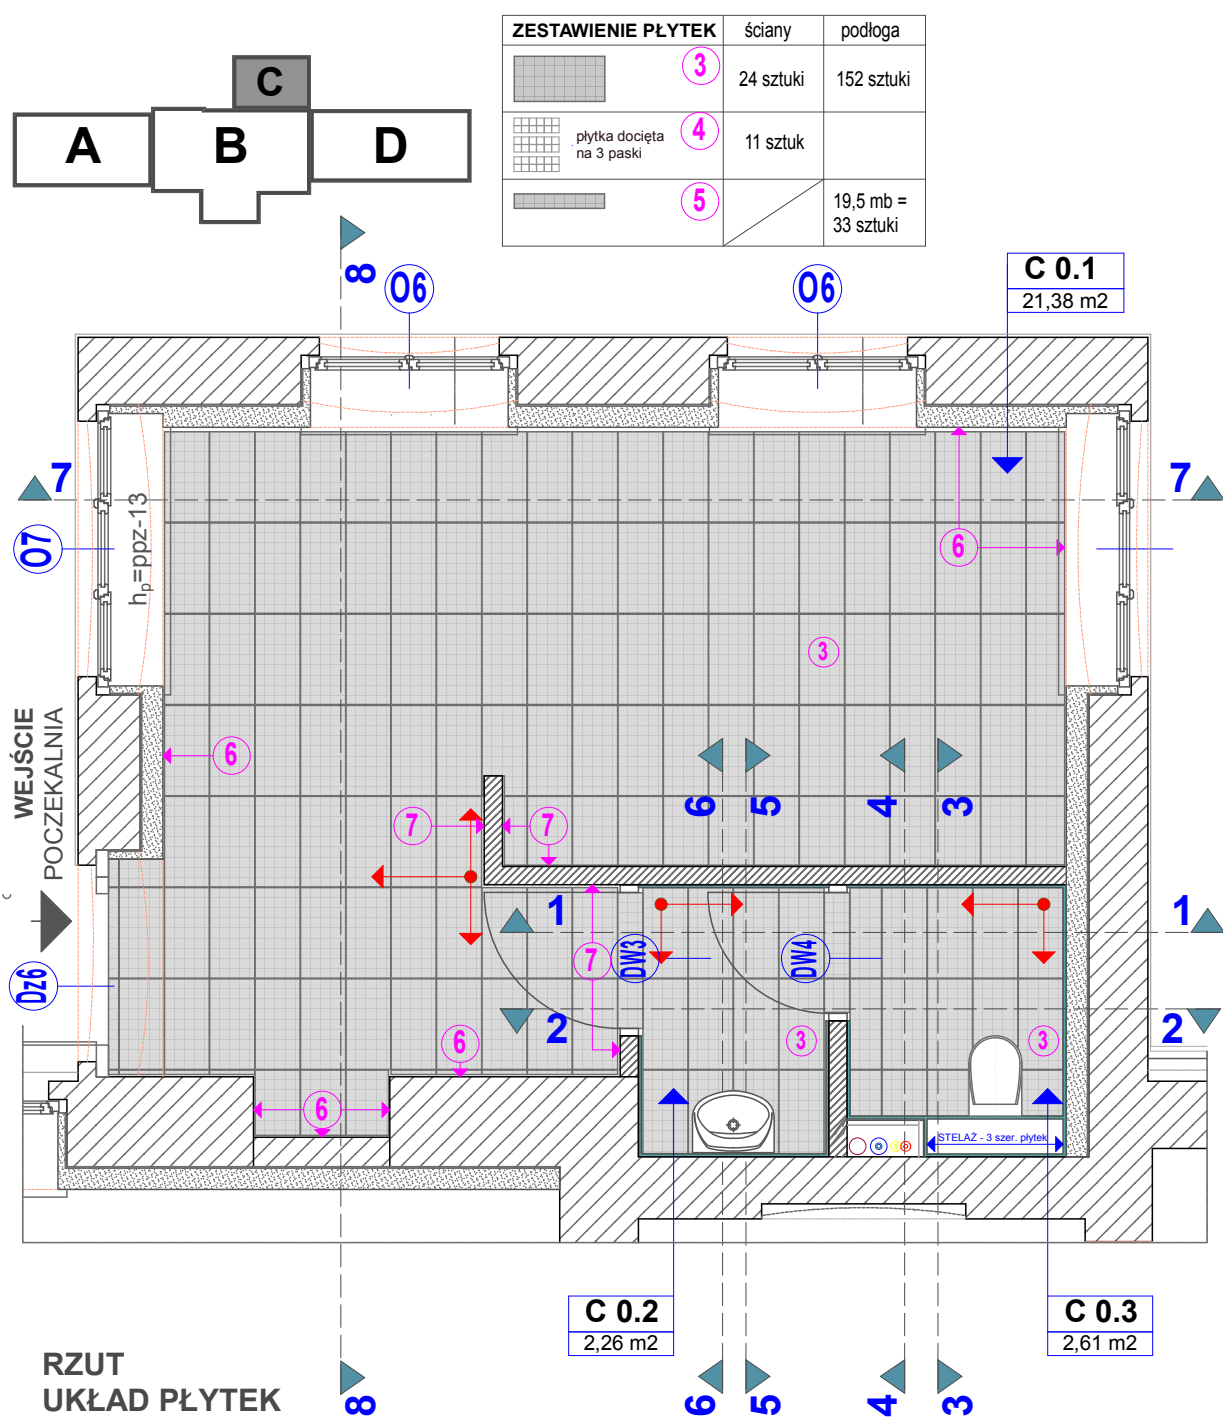 ZESTAWIENIE PŁYTEK ściany podłoga
3 24 sztuki 152 sztuki
płytka docięta
na 3 paski
4 11 sztuk
5 19,5 mb =
33 sztuki
C
A B D
8
O6 O6
C 0.1
21,38 m2
7 7
O7
hp=ppz-13
6
3
WEJŚCIE
POCZEKALNIA
6
7 7
6 5 4 3
1 1
DW3 DW4
7
Dz6
2 2
6 3 3
6
STELAŻ - 3 szer. płytek
C 0.2
2,26 m2
C 0.3
2,61 m2
RZUT
UKŁAD PŁYTEK
8 6 5 4 3